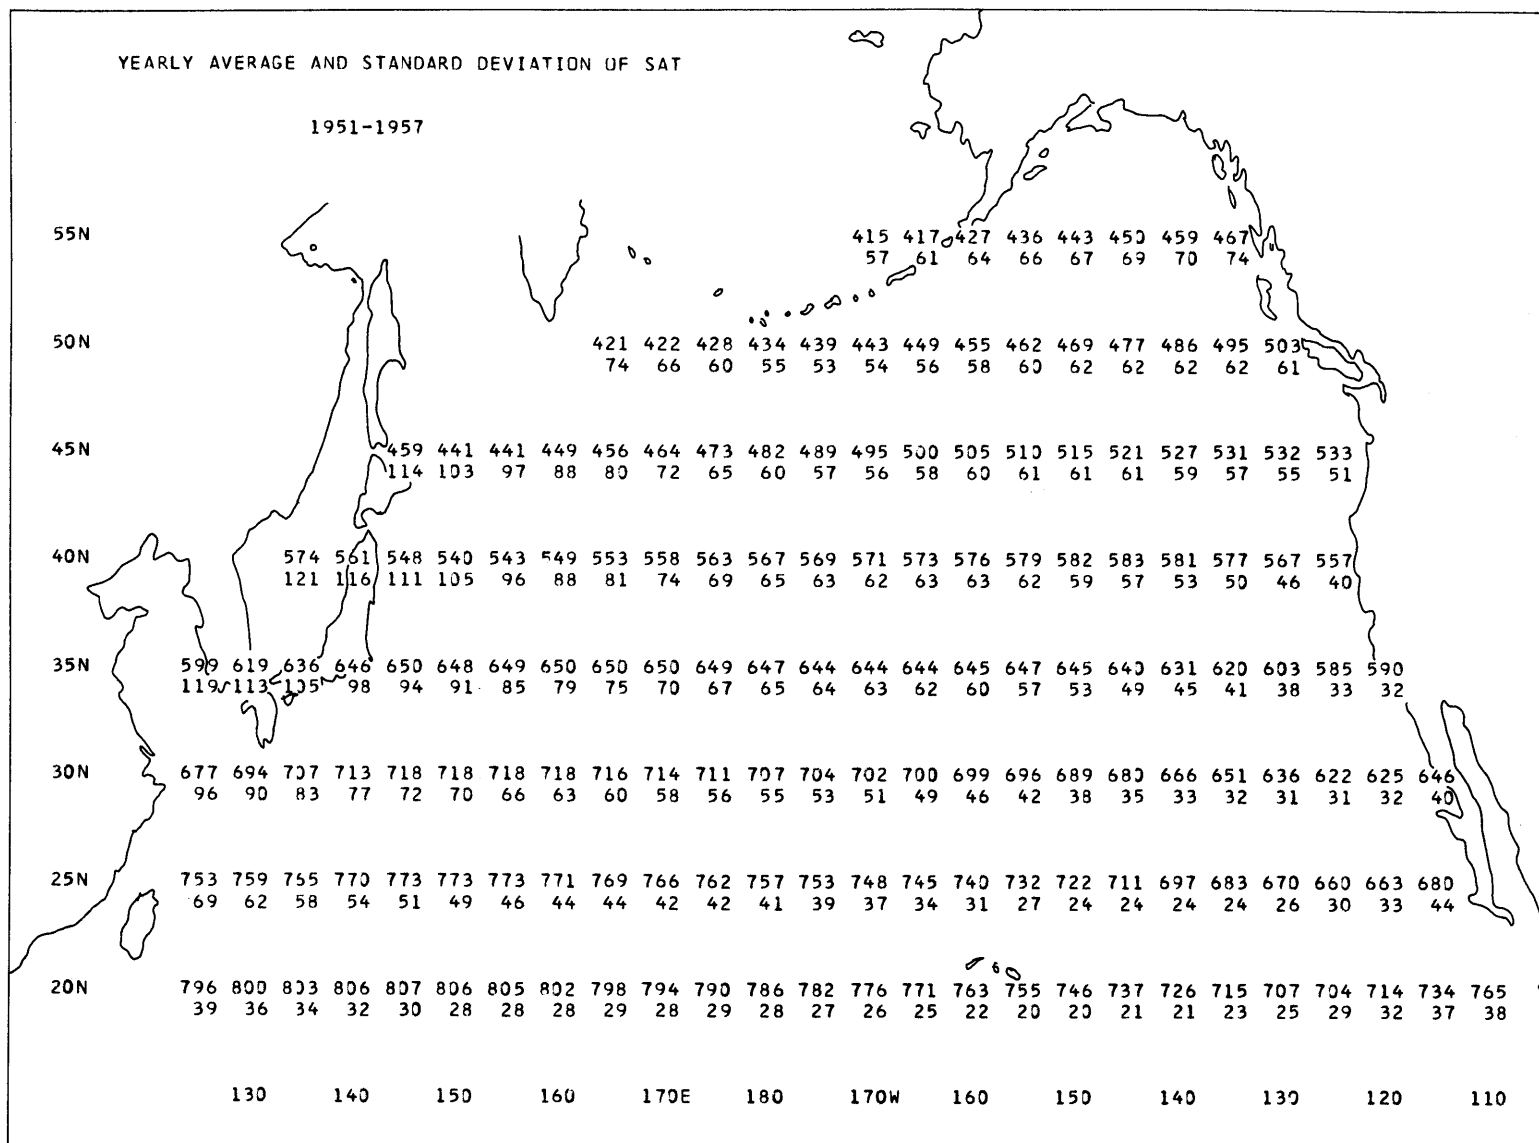 YEARLY AVERAGE AND STANDARD DEVIATION OF SAT
1951-1957
55N 415 417 427 436 443 450 459 467
57 61 64 66 67 69 70 74
50N 421 422 428 434 439 443 449 455 462 469 477 486 495 503
74 66 60 55 53 54 56 58 60 62 62 62 62 61
45N 459 441 441 449 456 464 473 482 489 495 500 505 510 515 521 527 531 532 533
114 103 97 88 80 72 65 60 57 56 58 60 61 61 61 59 57 55 51
40N 574 561 548 540 543 549 553 558 563 567 569 571 573 576 579 582 583 581 577 567 557
121 116 111 105 96 88 81 74 69 65 63 62 63 63 62 59 57 53 50 46 40
35N 599 619 636 646 650 648 649 650 650 650 649 647 644 644 644 645 647 645 640 631 620 603 585 590
119 113 105 98 94 91 85 79 75 70 67 65 64 63 62 60 57 53 49 45 41 38 33 32
30N 677 694 707 713 718 718 718 718 716 714 711 707 704 702 700 699 696 689 680 666 651 636 622 625 646
96 90 83 77 72 70 66 63 60 58 56 55 53 51 49 46 42 38 35 33 32 31 31 32 40
25N 753 759 765 770 773 773 773 771 769 766 762 757 753 748 745 740 732 722 711 697 683 670 660 663 680
69 62 58 54 51 49 46 44 44 42 42 41 39 37 34 31 27 24 24 24 24 26 30 33 44
20N 796 800 803 806 807 806 805 802 798 794 790 786 782 776 771 763 755 746 737 726 715 707 704 714 734 765
39 36 34 32 30 28 28 28 29 28 29 28 27 26 25 22 20 20 21 21 23 25 29 32 37 38
130 140 150 160 170E 180 170W 160 150 140 130 120 110